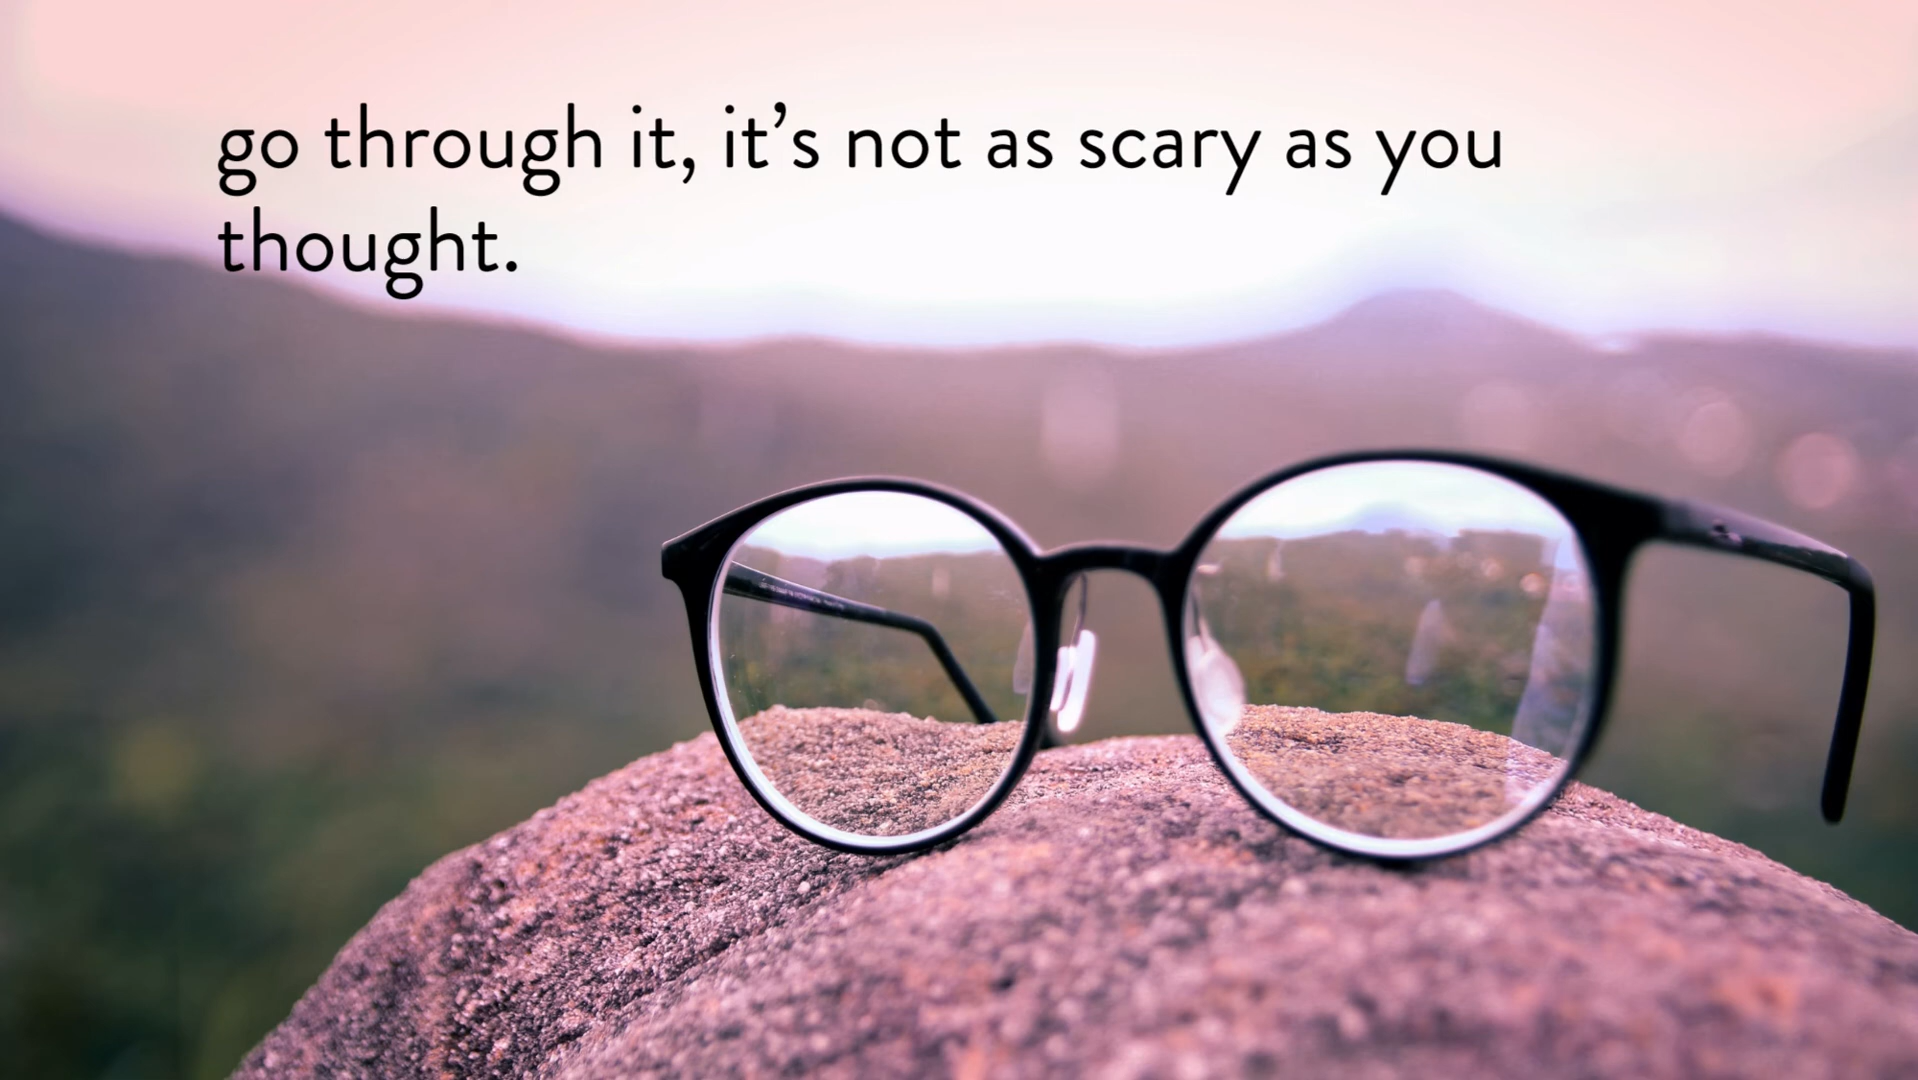 go through it, it’s not as scary as you
thought.